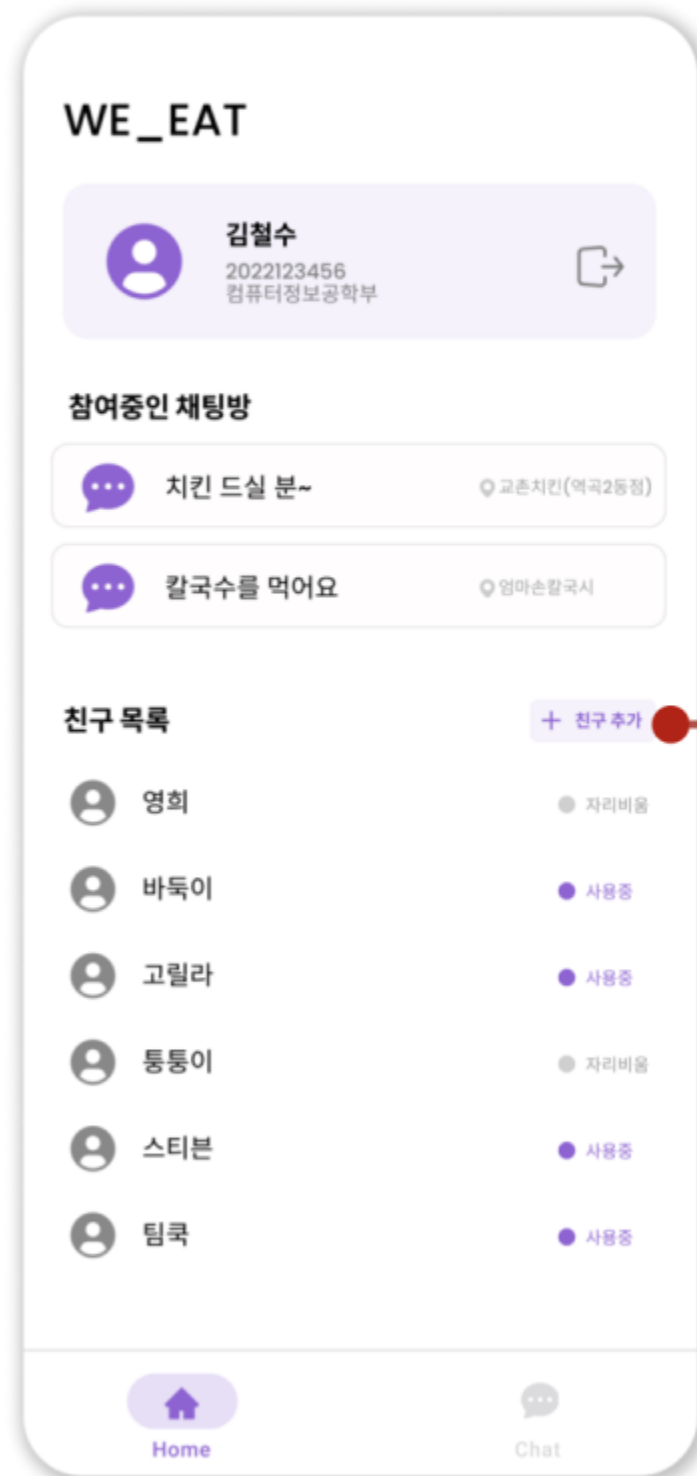 WE_EAT
김철수
2022123456
컴퓨터정보공학부
참여중인 채팅방
치킨 드실 분~
교촌치킨(역곡2동점)
칼국수를 먹어요
엄마손칼국시
친구 목록
+ 친구 추가
영희
자리비움
바둑이
사용중
고릴라
사용중
퉁퉁이
자리비움
스티븐
사용중
팀쿡
사용중
Home
Chat